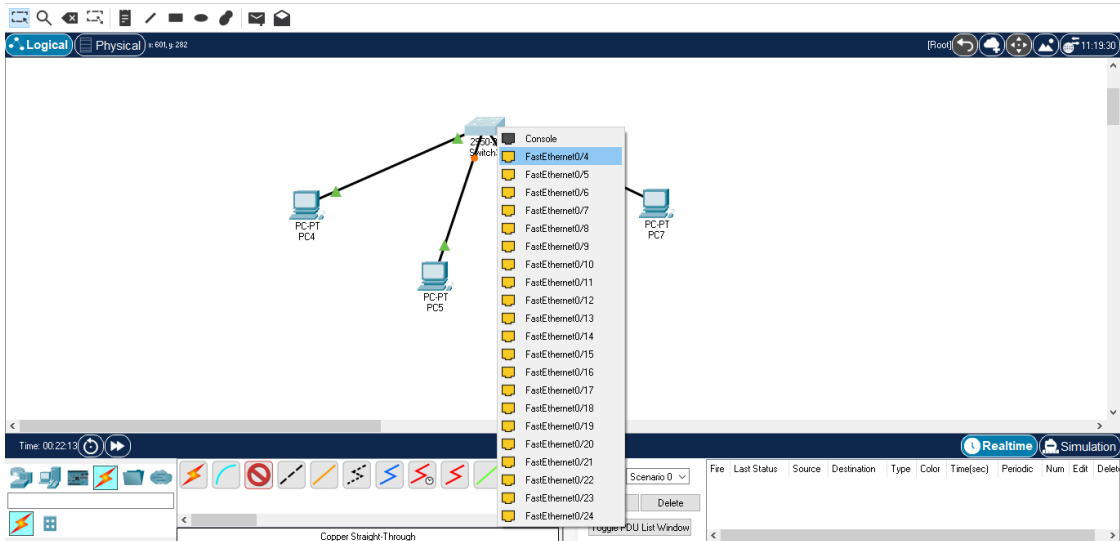 Logical
Physical
x: 601, y: 282
[Root]
11:19:30
2950-2
Switch
PC-PT
PC4
PC-PT
PC5
PC-PT
PC7
Console
FastEthernet0/4
FastEthernet0/5
FastEthernet0/6
FastEthernet0/7
FastEthernet0/8
FastEthernet0/9
FastEthernet0/10
FastEthernet0/11
FastEthernet0/12
FastEthernet0/13
FastEthernet0/14
FastEthernet0/15
FastEthernet0/16
FastEthernet0/17
FastEthernet0/18
FastEthernet0/19
FastEthernet0/20
FastEthernet0/21
FastEthernet0/22
FastEthernet0/23
FastEthernet0/24
Time: 00:22:13
Realtime
Simulation
Scenario 0
Delete
Toggle PDU List Window
Fire Last Status Source Destination Type Color Time(sec) Periodic Num Edit Delet
Copper Straight-Through